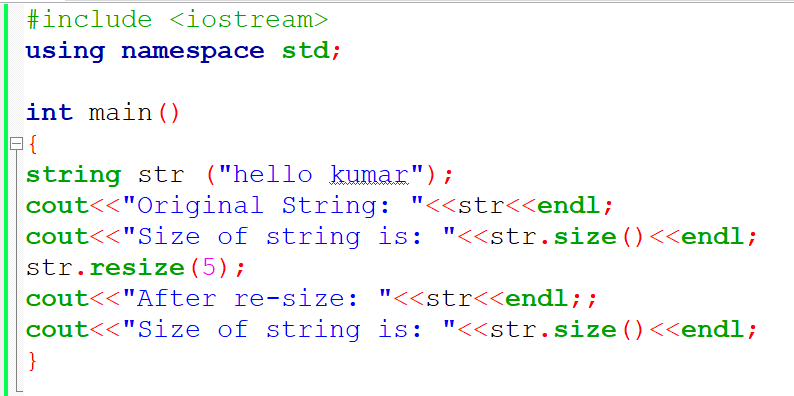 #include <iostream>
using namespace std;
int main()
{
string str ("hello kumar");
cout<<"Original String: "<<str<<endl;
cout<<"Size of string is: "<<str.size()<<endl;
str.resize(5);
cout<<"After re-size: "<<str<<endl;;
cout<<"Size of string is: "<<str.size()<<endl;
}